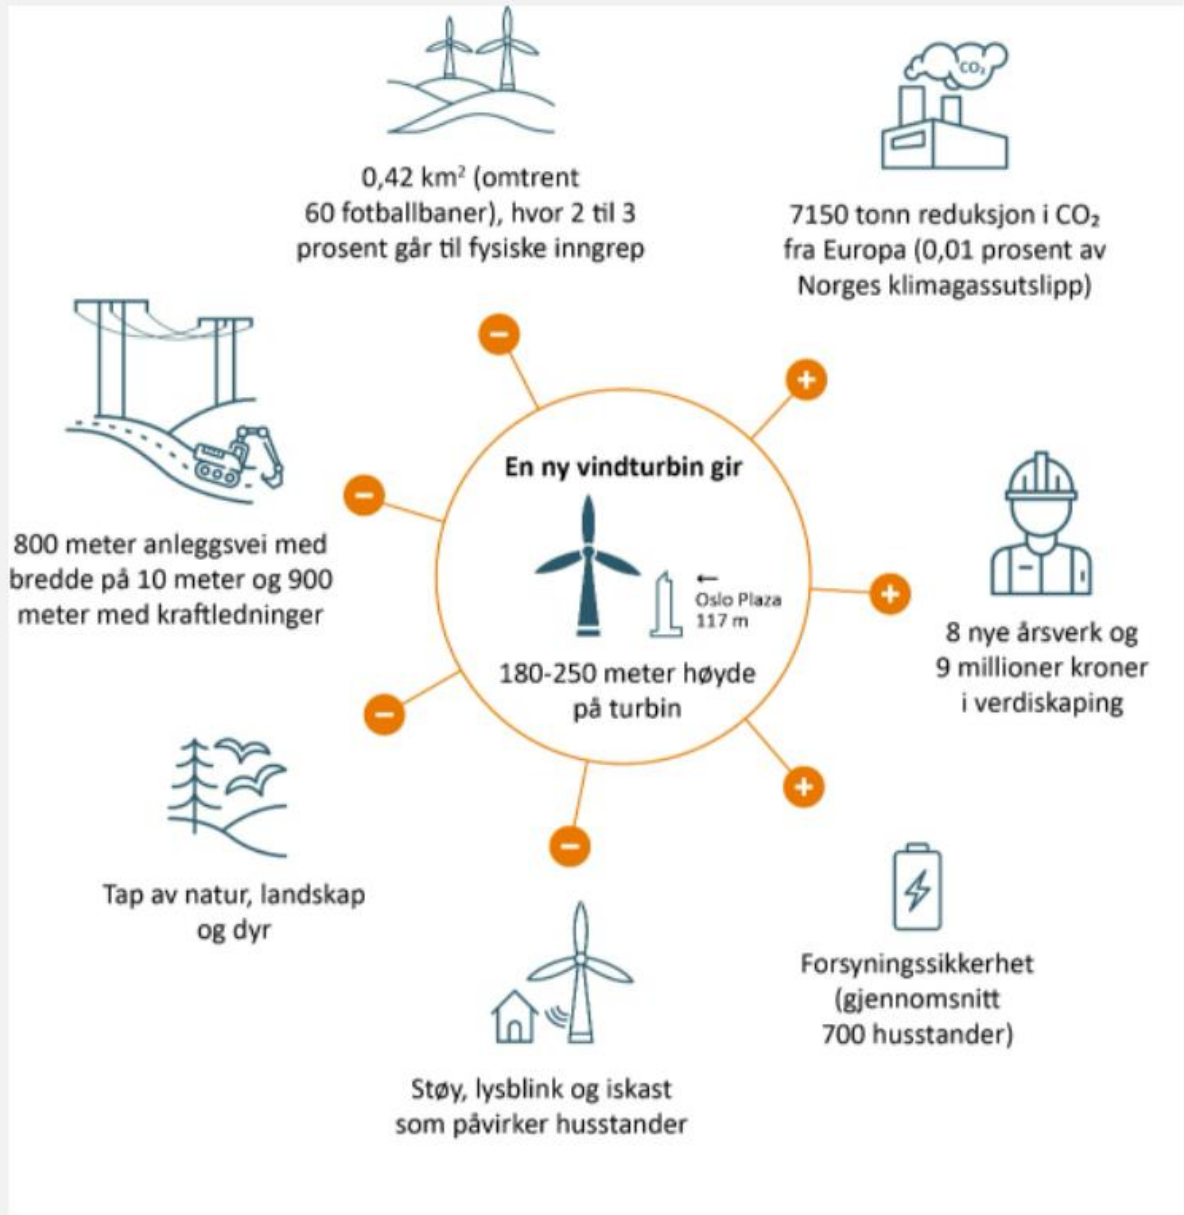 0,42 km² (omtrent
60 fotballbaner), hvor 2 til 3
prosent går til fysiske inngrep
CO₂
7150 tonn reduksjon i CO₂
fra Europa (0,01 prosent av
Norges klimagassutslipp)
800 meter anleggsvei med
bredde på 10 meter og 900
meter med kraftledninger
En ny vindturbin gir
←
Oslo Plaza
117 m
180-250 meter høyde
på turbin
8 nye årsverk og
9 millioner kroner
i verdiskaping
Tap av natur, landskap
og dyr
Forsyningssikkerhet
(gjennomsnitt
700 husstander)
Støy, lysblink og iskast
som påvirker husstander